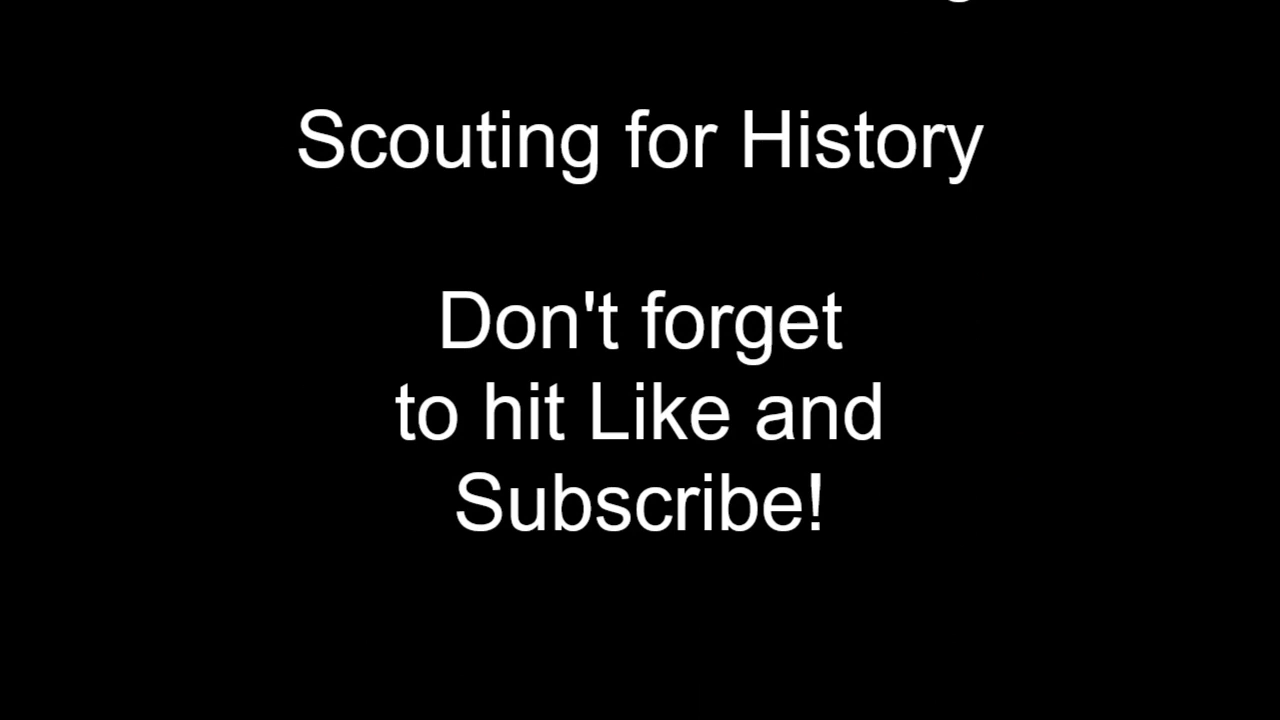 Scouting for History
Don't forget
to hit Like and
Subscribe!